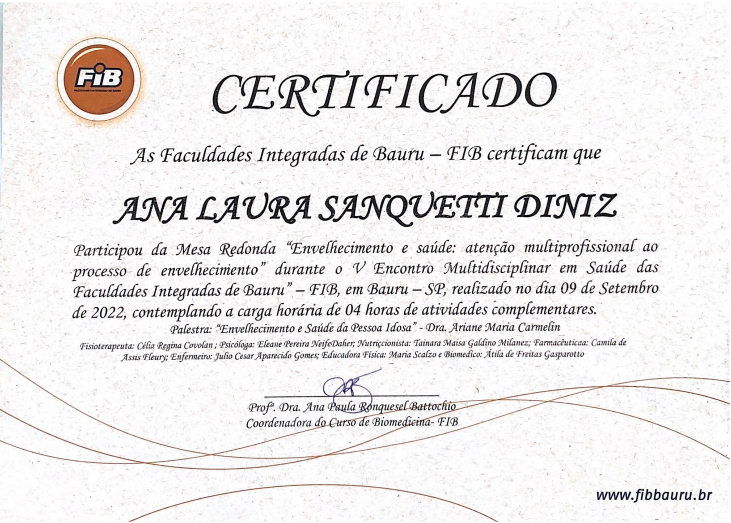 FiB
CERTIFICADO
As Faculdades Integradas de Bauru – FIB certificam que
ANA LAURA SANQUETTI DINIZ
Participou da Mesa Redonda “Envelhecimento e saúde: atenção multiprofissional ao
processo de envelhecimento” durante o V Encontro Multidisciplinar em Saúde das
Faculdades Integradas de Bauru” – FIB, em Bauru – SP, realizado no dia 09 de Setembro
de 2022, contemplando a carga horária de 04 horas de atividades complementares.
Palestra: “Envelhecimento e Saúde da Pessoa Idosa” - Dra. Ariane Maria Carmelin
Fisioterapeuta: Célia Regina Covolan ; Psicóloga: Eleane Pereira NeifeDaher; Nutricionista: Tainara Maisa Galdino Milanez; Farmacêuticaa: Camila de
Assis Fleury; Enfermeiro: Julio Cesar Aparecido Gomes; Educadora Física: Maria Scalzo e Biomedico: Átila de Freitas Gasparotto
Profª. Dra. Ana Paula Ronquesel Battochio
Coordenadora do Curso de Biomedicina- FIB
www.fibbauru.br